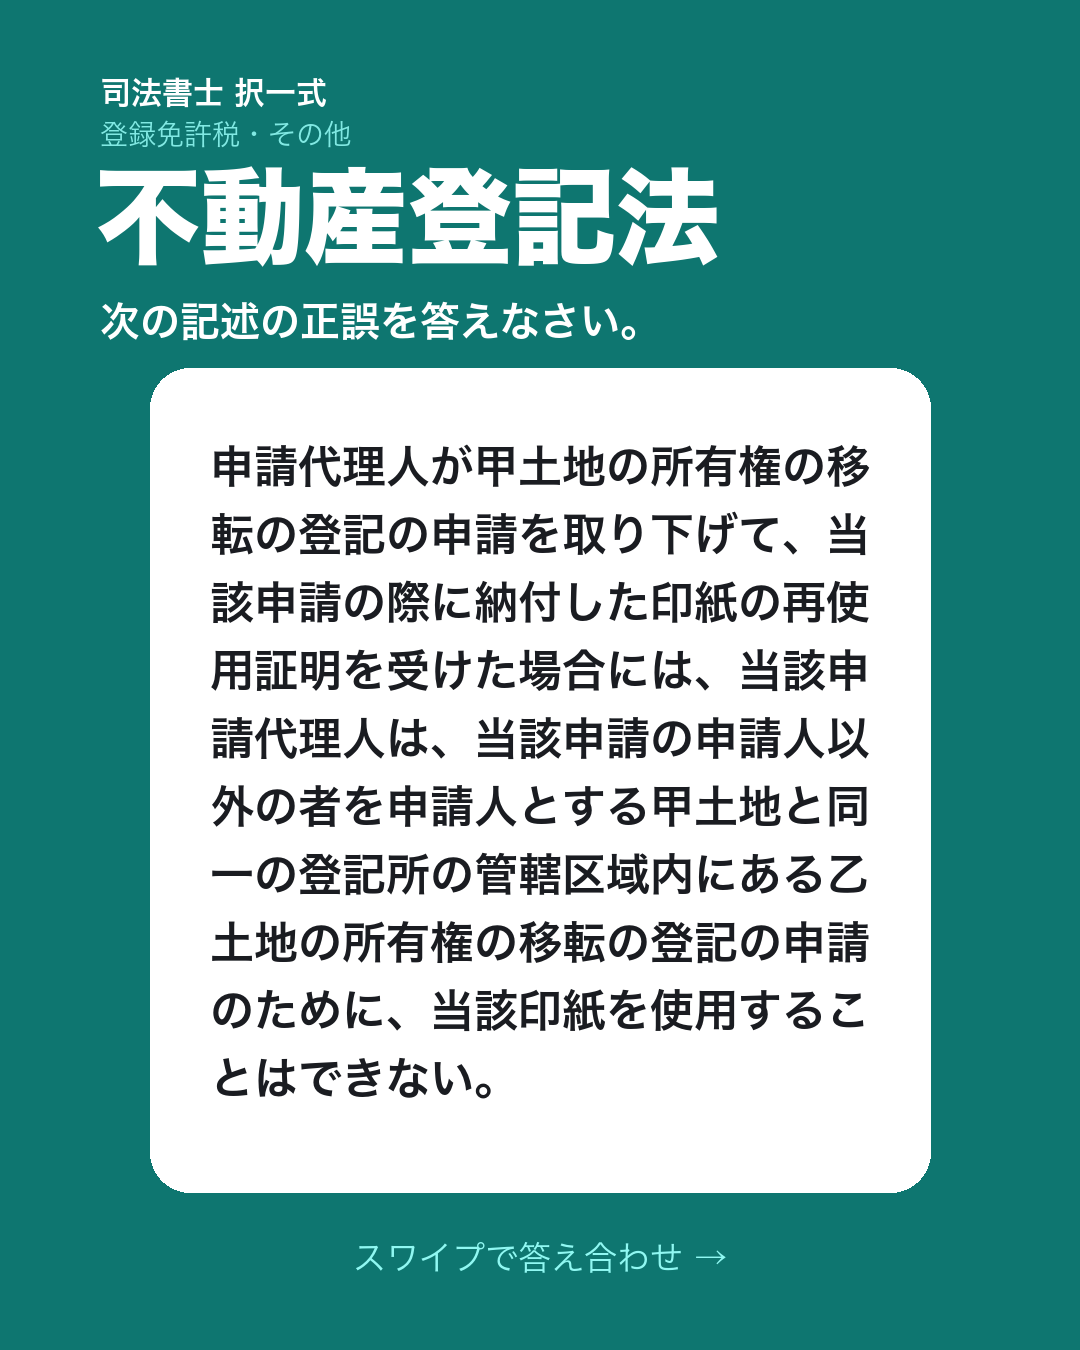 司法書士 択一式
登録免許税・その他
不動産登記法
次の記述の正誤を答えなさい。
申請代理人が甲土地の所有権の移
転の登記の申請を取り下げて、当
該申請の際に納付した印紙の再使
用証明を受けた場合には、当該申
請代理人は、当該申請の申請人以
外の者を申請人とする甲土地と同
一の登記所の管轄区域内にある乙
土地の所有権の移転の登記の申請
のために、当該印紙を使用するこ
とはできない。
スワイプで答え合わせ →